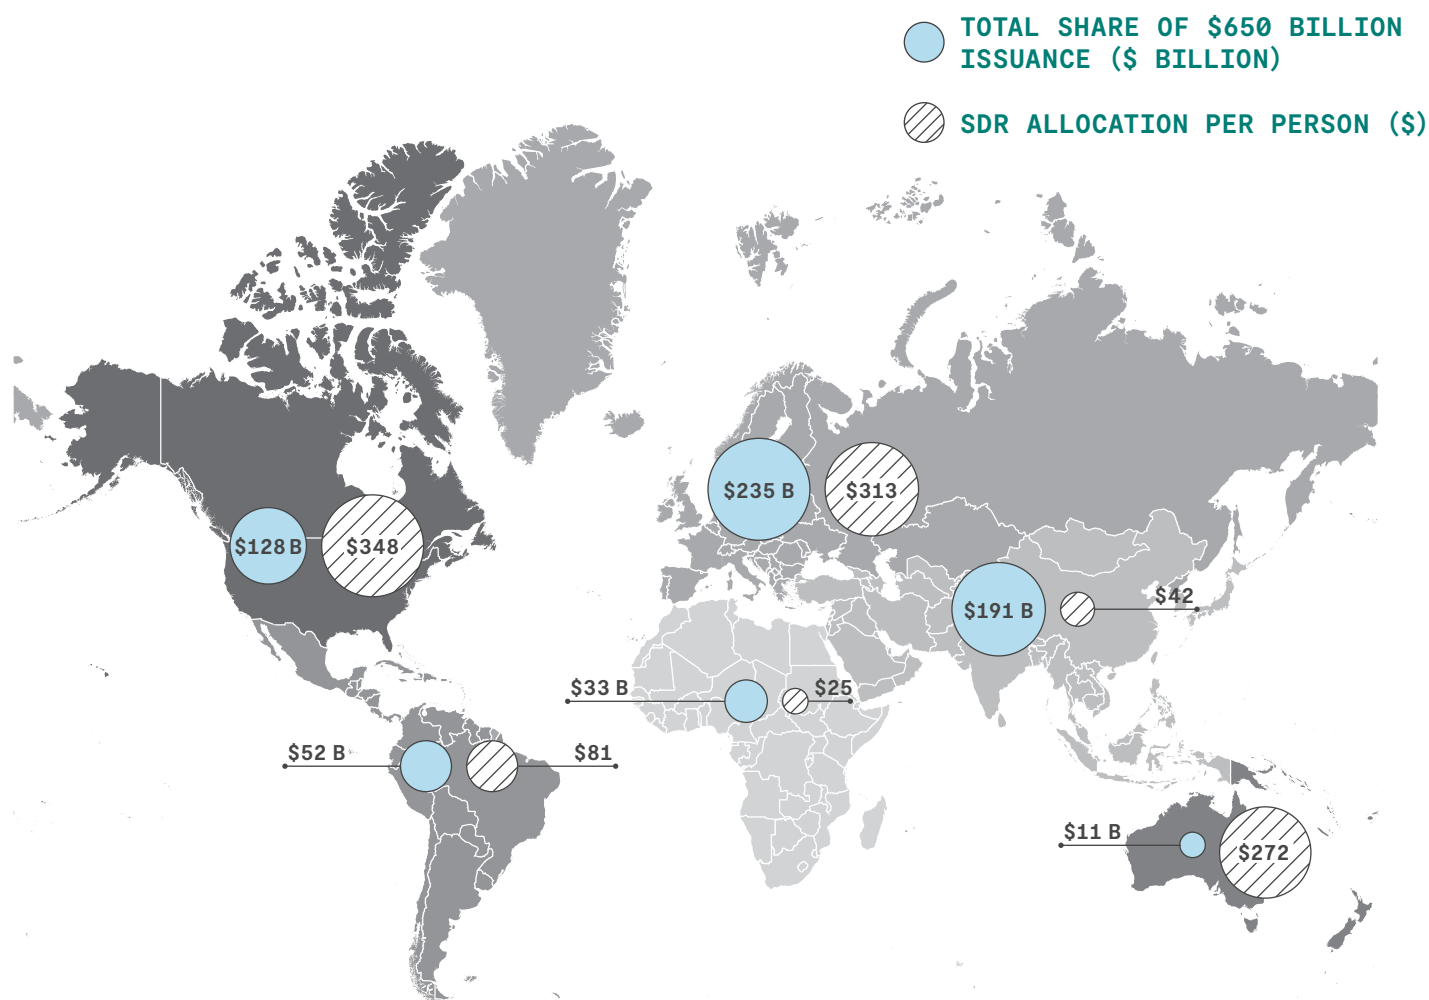 TOTAL SHARE OF $650 BILLION
ISSUANCE ($ BILLION)
SDR ALLOCATION PER PERSON ($)
$235 B
$313
$128 B
$348
$191 B
$42
$33 B
$25
$52 B
$81
$11 B
$272